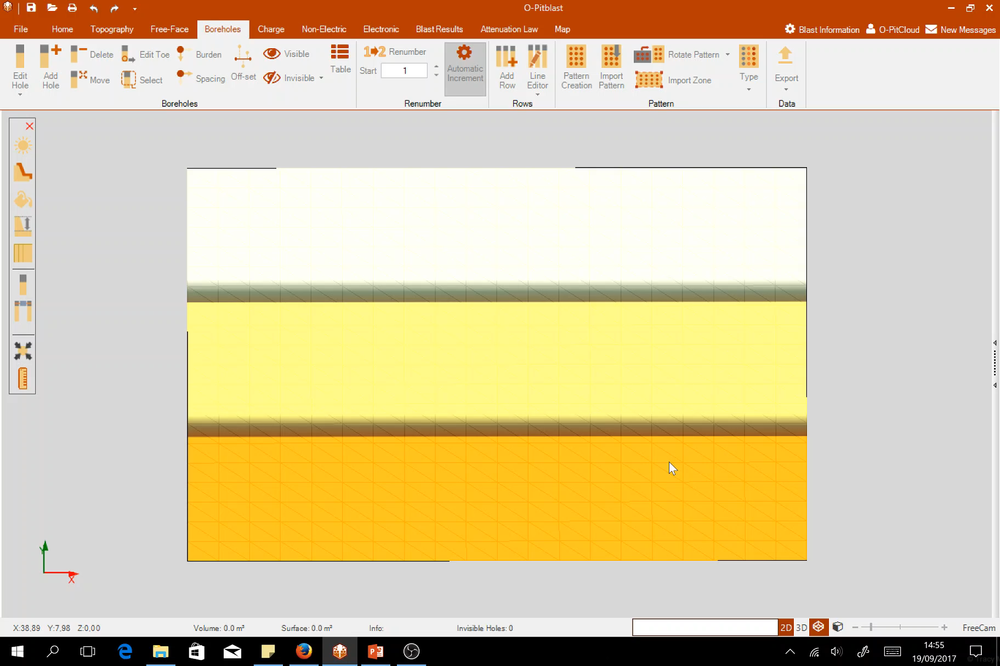 O-Pitblast
File Home Topography Free-Face Boreholes Charge Non-Electric Electronic Blast Results Attenuation Law Map Blast Information O-PitCloud New Messages
Edit Hole
Add Hole
Delete
Move
Edit Toe
Select
Burden
Spacing
Off-set
Visible
Invisible
Table
Boreholes
1 2 Renumber
Start 1
Automatic Increment
Renumber
Add Row
Line Editor
Rows
Pattern Creation
Import Pattern
Rotate Pattern
Import Zone
Type
Pattern
Export
Data
Y
X
X:38,89 Y:7,98 Z:0,00 Volume: 0.0 m³ Surface: 0.0 m² Info: Invisible Holes: 0 2D 3D FreeCam
14:55
19/09/2017